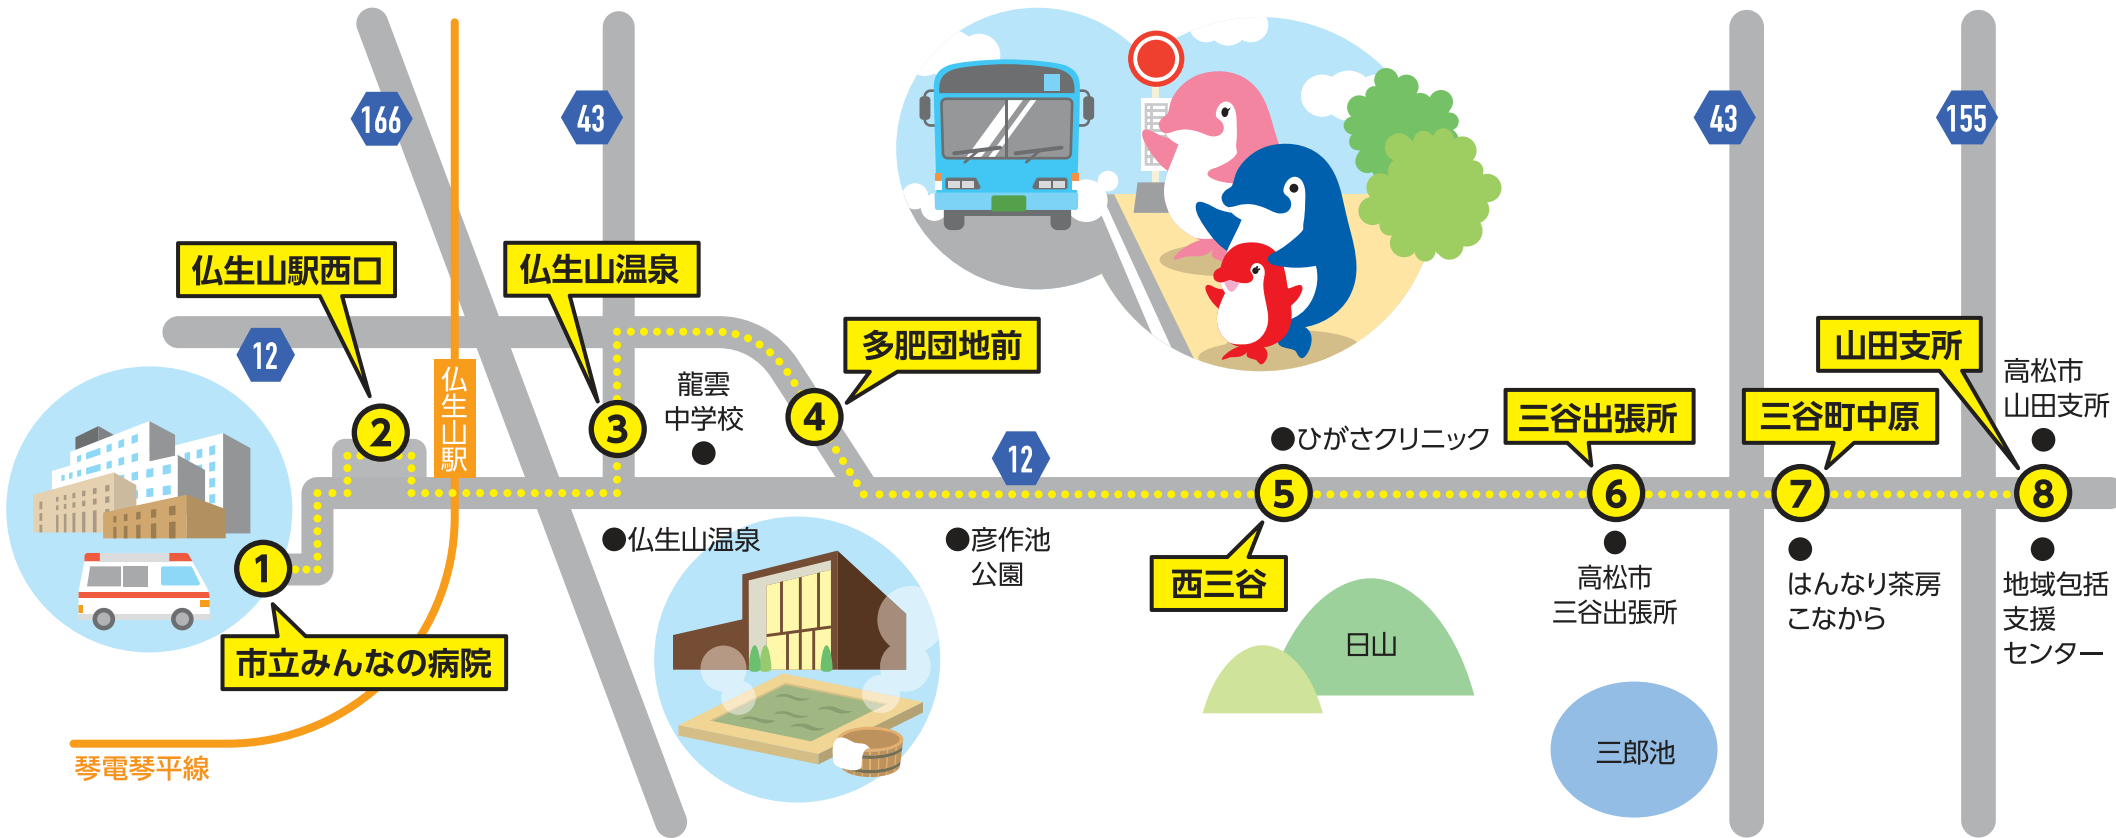 166
43
43
155
仏生山駅西口
仏生山温泉
多肥団地前
山田支所
12
仏生山駅
龍雲
中学校
高松市
山田支所
2
3
4
三谷出張所
三谷町中原
12
ひがさクリニック
5
6
7
8
1
仏生山温泉
彦作池
公園
西三谷
高松市
三谷出張所
はんなり茶房
こなから
地域包括
支援
センター
市立みんなの病院
日山
琴電琴平線
三郎池